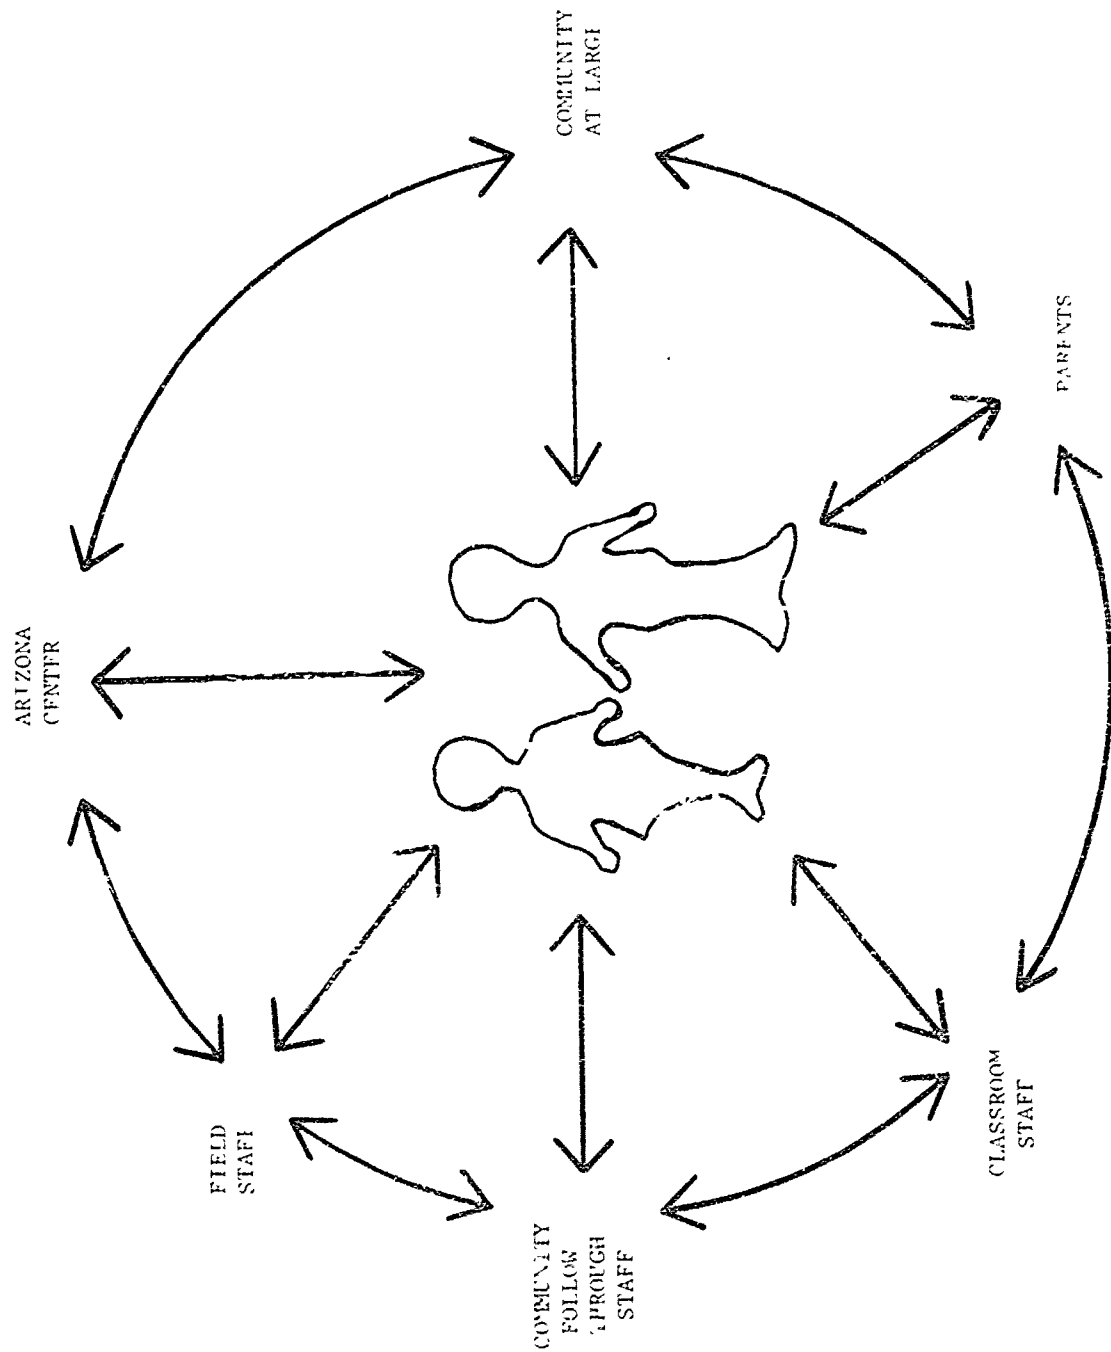 ARIZONA
CENTER
COMMUNITY
AT LARGE
PARENTS
CLASSROOM
STAFF
COMMUNITY
FOLLOW
THROUGH
STAFF
FIELD
STAFF